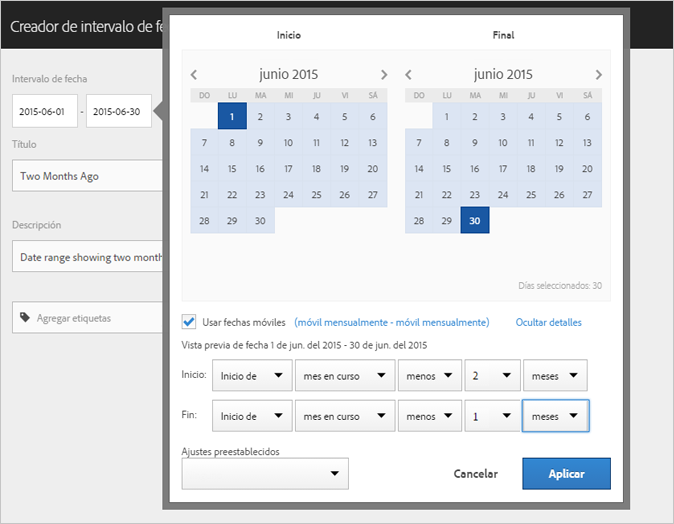 Creador de intervalo de fe
Inicio Final
Intervalo de fecha
junio 2015 junio 2015
DO LU MA MI JU VI SÁ DO LU MA MI JU VI SÁ
2015-06-01 - 2015-06-30
1 2 3 4 5 6 1 2 3 4 5 6
7 8 9 10 11 12 13 7 8 9 10 11 12 13
Título
14 15 16 17 18 19 20 14 15 16 17 18 19 20
Two Months Ago
21 22 23 24 25 26 27 21 22 23 24 25 26 27
28 29 30 28 29 30
Descripción
Date range showing two month
Días seleccionados: 30
Agregar etiquetas
Usar fechas móviles (móvil mensualmente - móvil mensualmente) Ocultar detalles
Vista previa de fecha 1 de jun. del 2015 - 30 de jun. del 2015
Inicio: Inicio de mes en curso menos 2 meses
Fin: Inicio de mes en curso menos 1 meses
Ajustes preestablecidos
Cancelar Aplicar